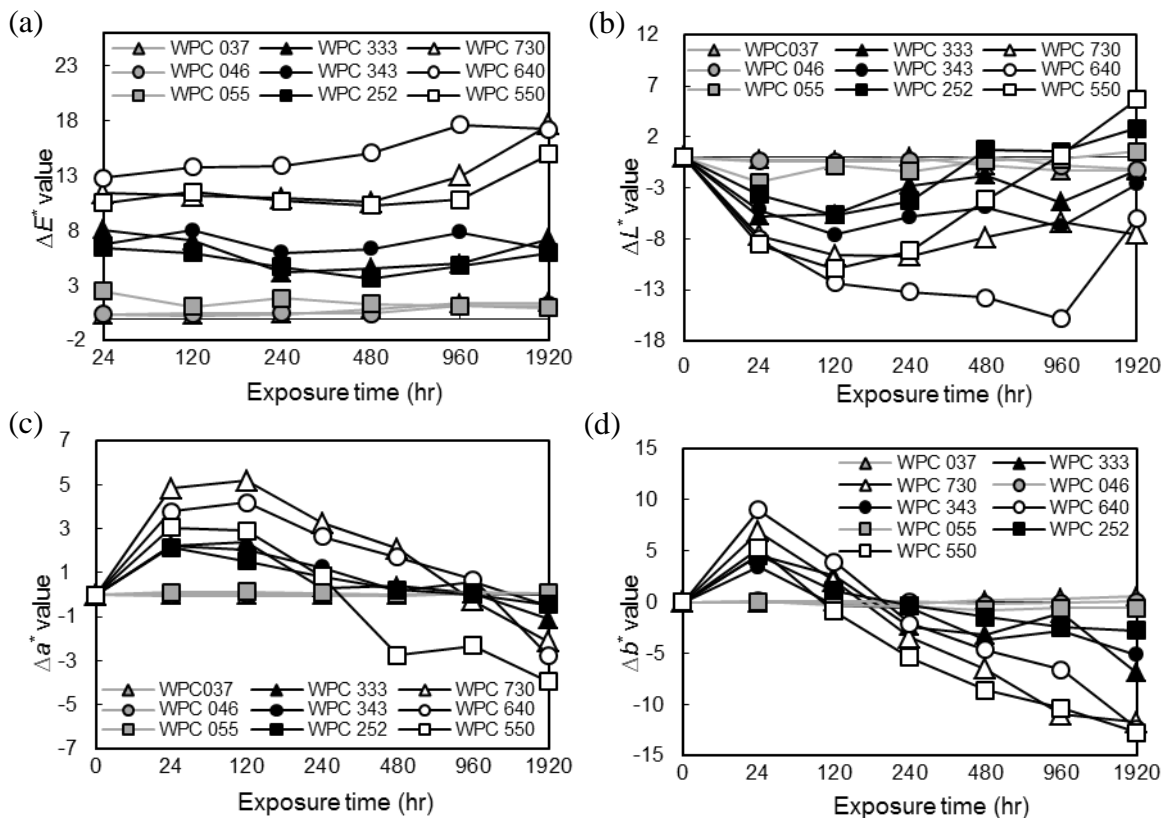 (a)
WPC 037 WPC 333 WPC 730
WPC 046 WPC 343 WPC 640
WPC 055 WPC 252 WPC 550
23
18
13
8
3
-2
ΔE* value
24 120 240 480 960 1920
Exposure time (hr)
(b)
WPC037 WPC 333 WPC 730
WPC 046 WPC 343 WPC 640
WPC 055 WPC 252 WPC 550
12
7
2
-3
-8
-13
-18
ΔL* value
0 24 120 240 480 960 1920
Exposure time (hr)
(c)
7
5
3
1
-1
-3
-5
-7
Δa* value
WPC037 WPC 333 WPC 730
WPC 046 WPC 343 WPC 640
WPC 055 WPC 252 WPC 550
0 24 120 240 480 960 1920
Exposure time (hr)
(d)
WPC 037 WPC 333
WPC 730 WPC 046
WPC 343 WPC 640
WPC 055 WPC 252
WPC 550
15
10
5
0
-5
-10
-15
Δb* value
0 24 120 240 480 960 1920
Exposure time (hr)